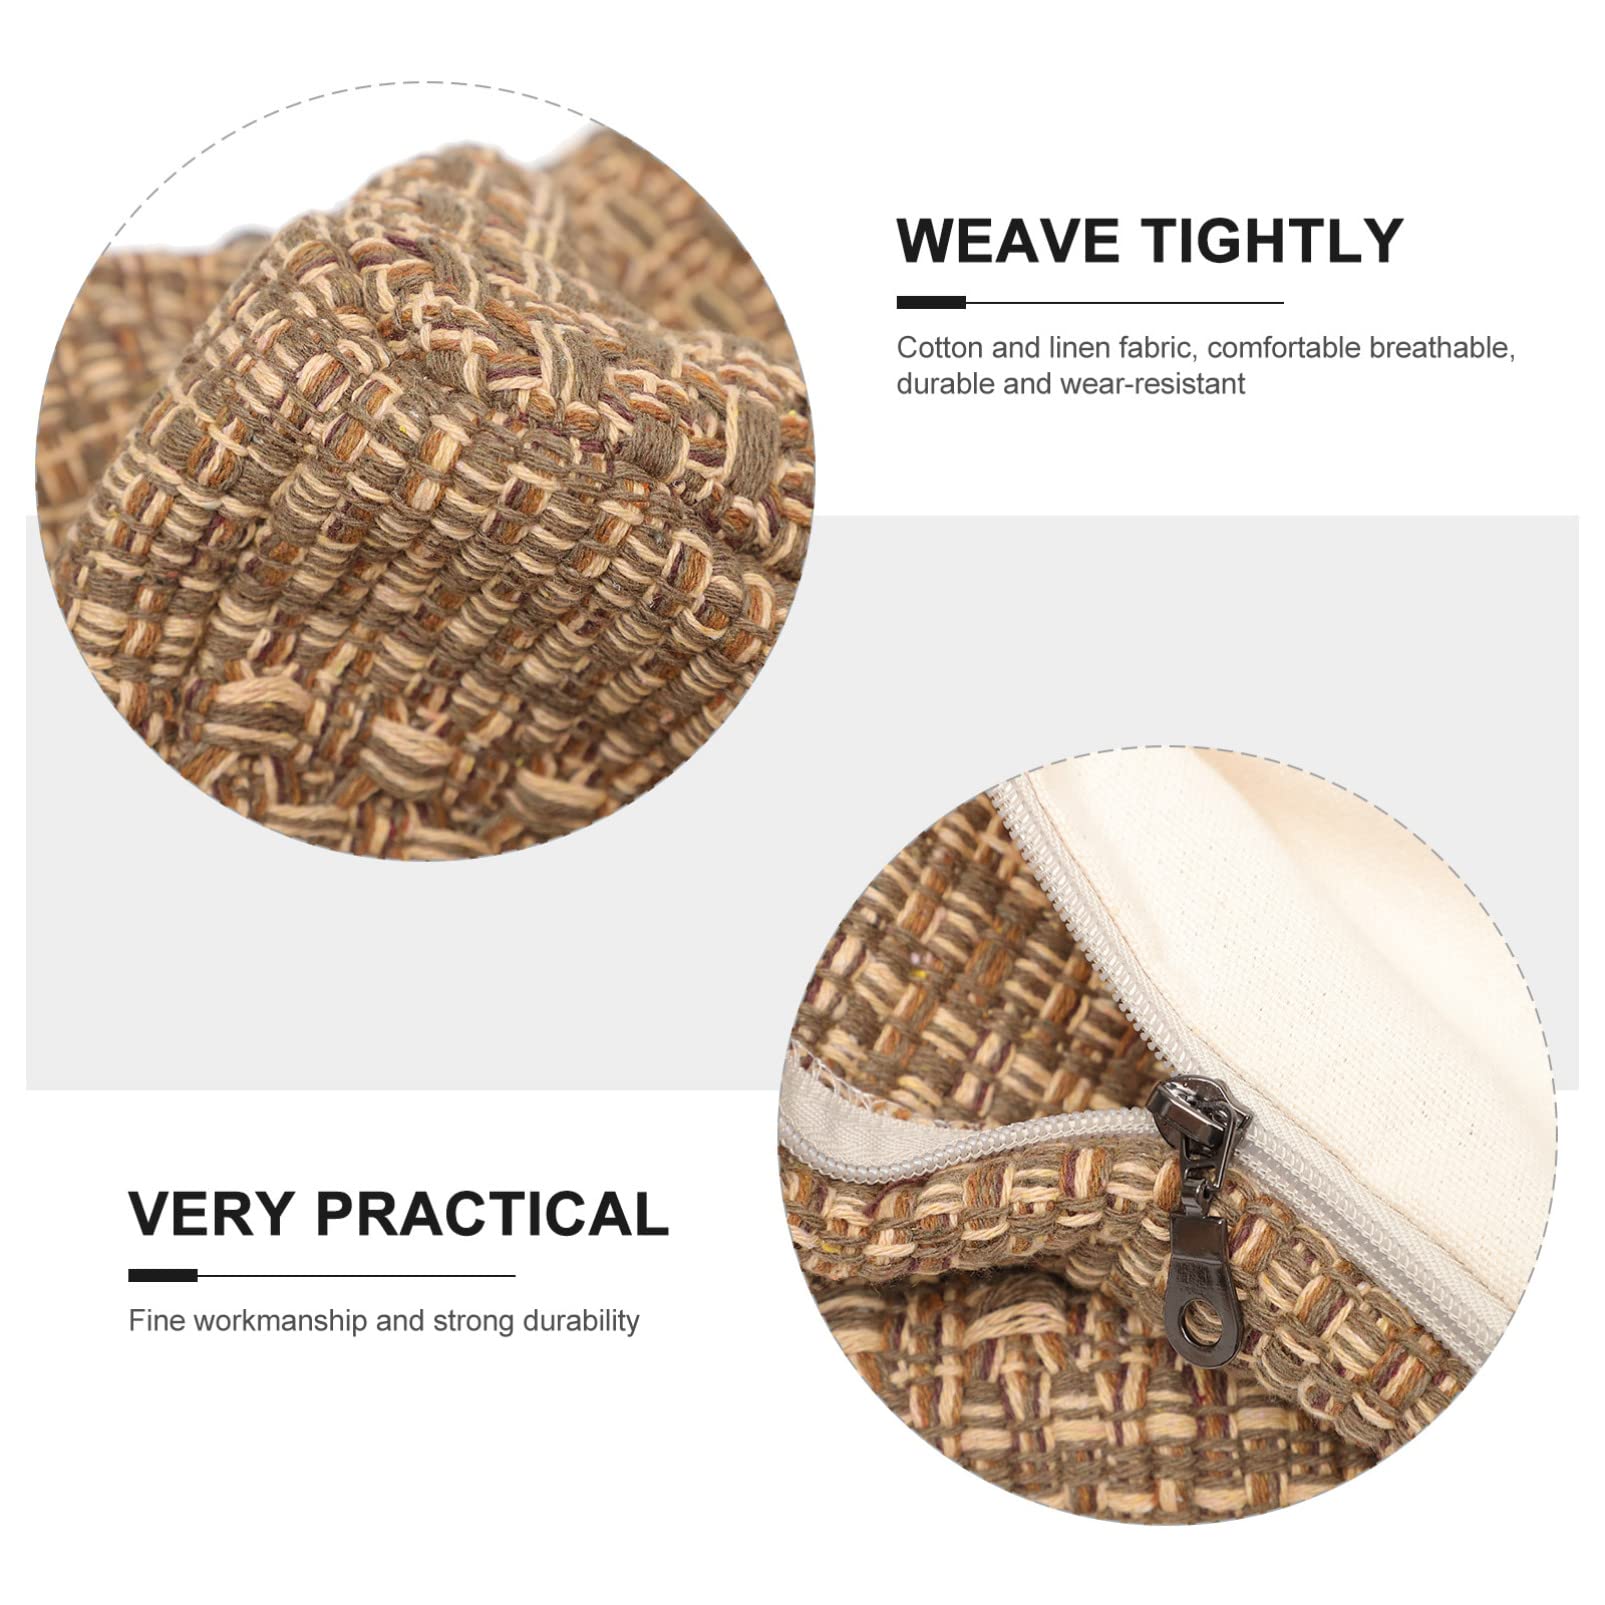 WEAVE TIGHTLY
Cotton and linen fabric, comfortable breathable,
durable and wear-resistant
VERY PRACTICAL
Fine workmanship and strong durability